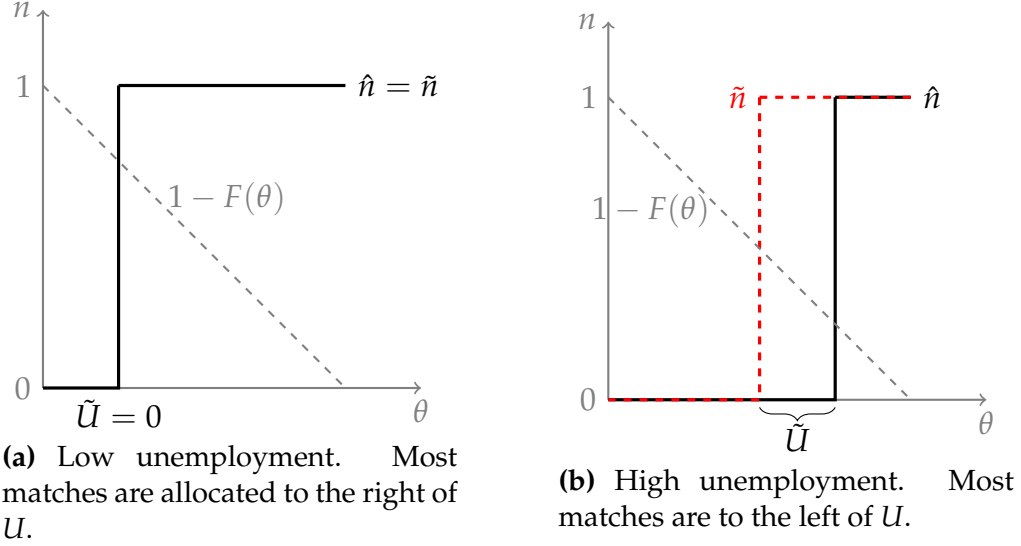 n
1
n̂ = ñ
1 − F(θ)
0
Ũ = 0
θ
(a) Low unemployment. Most
matches are allocated to the right of
U.
n
1
ñ
n̂
1 − F(θ)
0
Ũ
θ
(b) High unemployment. Most
matches are to the left of U.